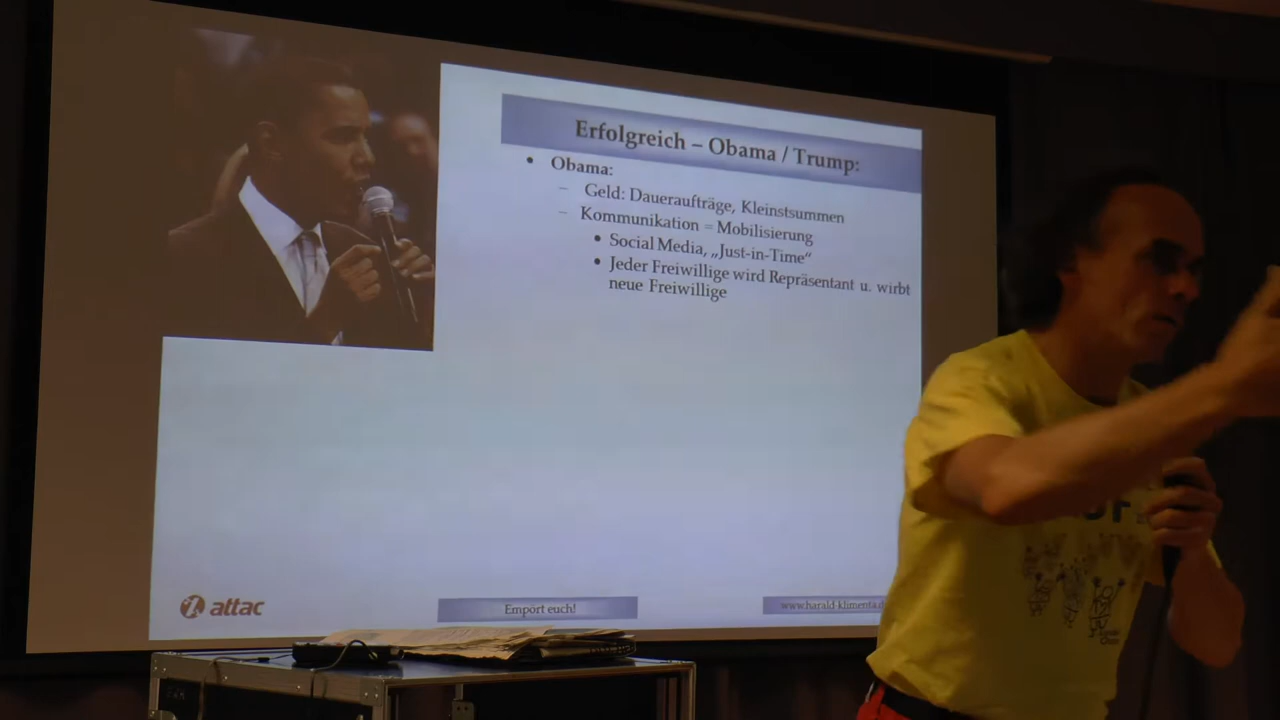 Erfolgreich – Obama / Trump:
• Obama:
– Geld: Daueraufträge, Kleinstsummen
– Kommunikation = Mobilisierung
• Social Media, „Just-in-Time“
• Jeder Freiwillige wird Repräsentant u. wirbt
neue Freiwillige
attac
Empört euch!
www.harald-klimenta.d